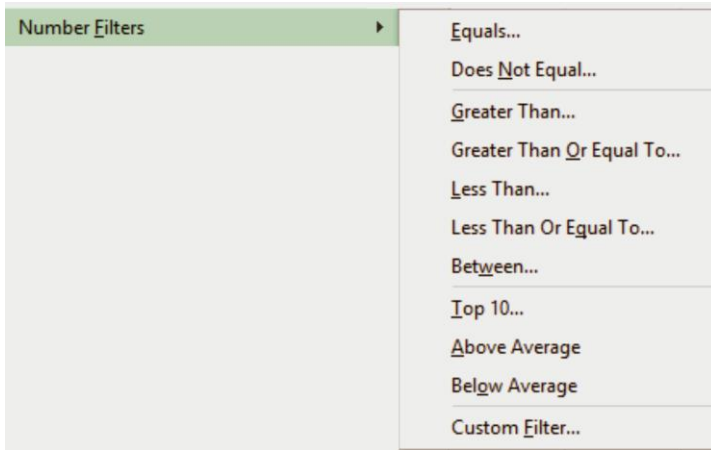 Number Filters
Equals...
Does Not Equal...
Greater Than...
Greater Than Or Equal To...
Less Than...
Less Than Or Equal To...
Between...
Top 10...
Above Average
Below Average
Custom Filter...